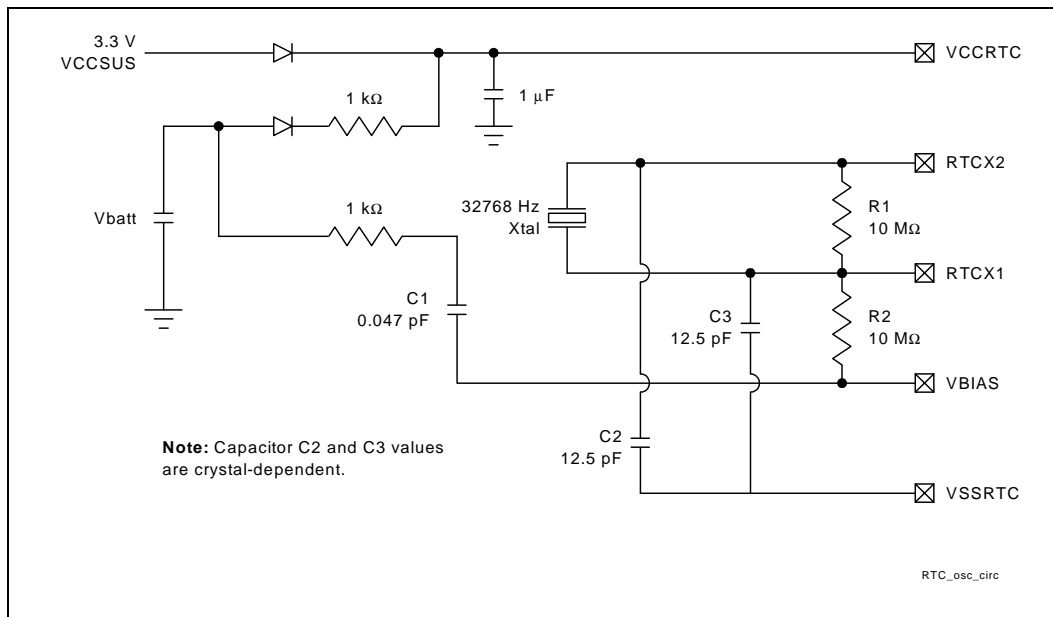 3.3 V
VCCSUS
VCCRTC
1 kΩ
1 μF
RTCX2
Vbatt
1 kΩ
32768 Hz
Xtal
R1
10 MΩ
RTCX1
C1
0.047 pF
C3
12.5 pF
R2
10 MΩ
VBIAS
Note: Capacitor C2 and C3 values
are crystal-dependent.
C2
12.5 pF
VSSRTC
RTC_osc_circ